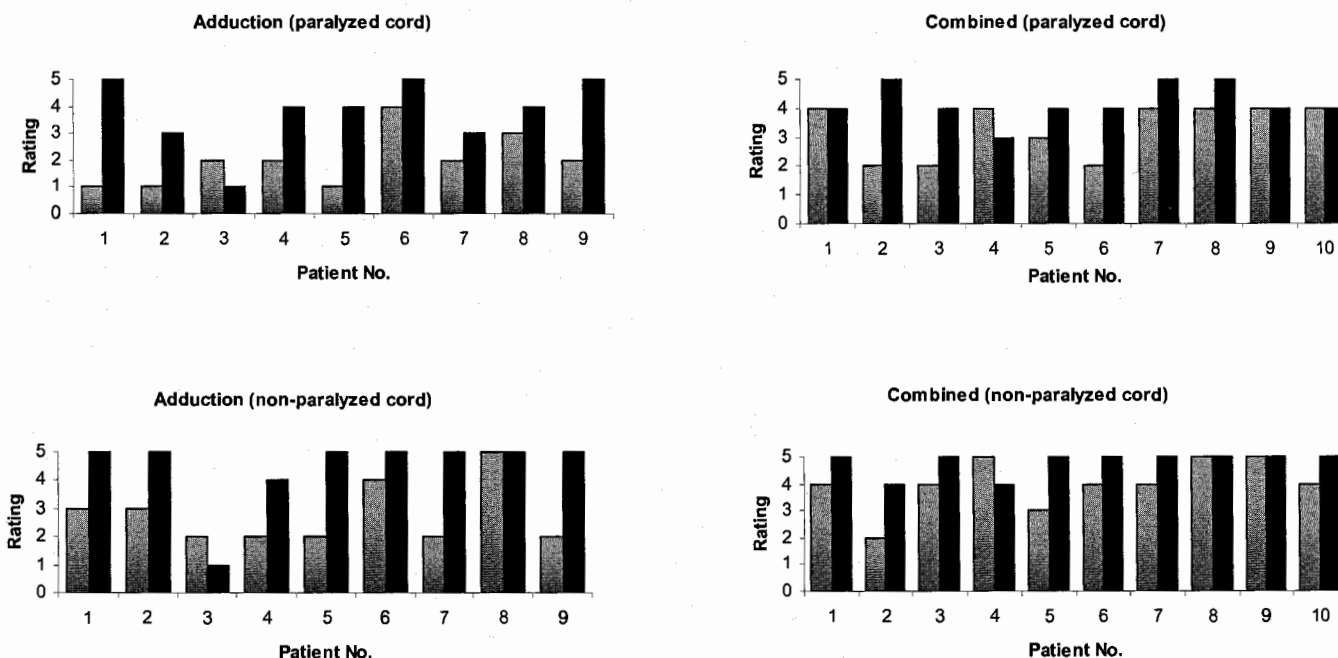 Adduction (paralyzed cord)
Rating
5
4
3
2
1
0
1 2 3 4 5 6 7 8 9
Patient No.
Combined (paralyzed cord)
Rating
5
4
3
2
1
0
1 2 3 4 5 6 7 8 9 10
Patient No.
Adduction (non-paralyzed cord)
Rating
5
4
3
2
1
0
1 2 3 4 5 6 7 8 9
Patient No.
Combined (non-paralyzed cord)
Rating
5
4
3
2
1
0
1 2 3 4 5 6 7 8 9 10
Patient No.